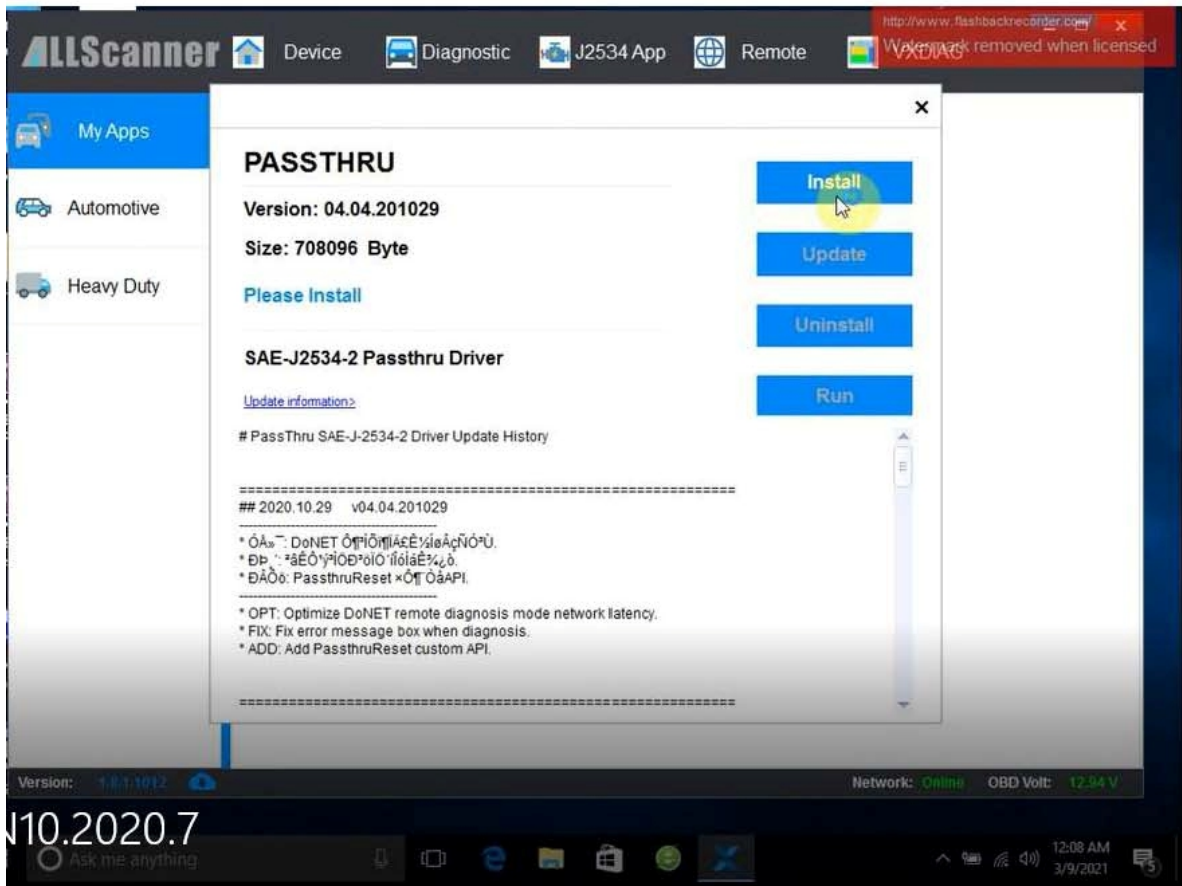 http://www.flashbackrecorder.com/
Watermark removed when licensed
ALLScanner
Device
Diagnostic
J2534 App
Remote
VXDIAG
My Apps
Automotive
Heavy Duty
PASSTHRU
Version: 04.04.201029
Size: 708096 Byte
Please Install
Install
Update
Uninstall
Run
SAE-J2534-2 Passthru Driver
Update information>
# PassThru SAE-J-2534-2 Driver Update History
==============================================================
## 2020.10.29 v04.04.201029
-------------------------------------------
DoNET
PassthruReset
-------------------------------------------
* OPT: Optimize DoNET remote diagnosis mode network latency.
* FIX: Fix error message box when diagnosis.
* ADD: Add PassthruReset custom API.
==============================================================
Version:
Network: Online OBD Volt: 12.94 V
10.2020.7
Ask me anything
12:08 AM
3/9/2021
5